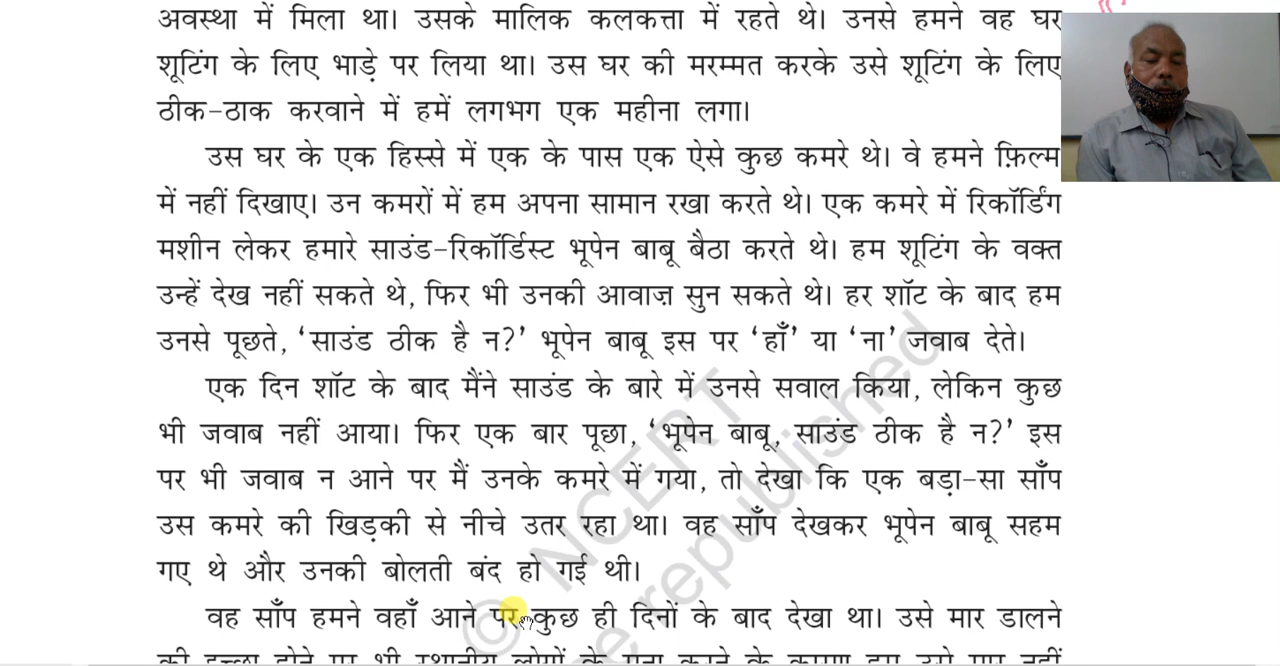 अवस्था में मिला था। उसके मालिक कलकत्ता में रहते थे। उनसे हमने वह घर
शूटिंग के लिए भाड़े पर लिया था। उस घर की मरम्मत करके उसे शूटिंग के लिए
ठीक-ठाक करवाने में हमें लगभग एक महीना लगा।
उस घर के एक हिस्से में एक के पास एक ऐसे कुछ कमरे थे। वे हमने फ़िल्म
में नहीं दिखाए। उन कमरों में हम अपना सामान रखा करते थे। एक कमरे में रिकॉर्डिंग
मशीन लेकर हमारे साउंड-रिकॉर्डिस्ट भूपेन बाबू बैठा करते थे। हम शूटिंग के वक्त
उन्हें देख नहीं सकते थे, फिर भी उनकी आवाज़ सुन सकते थे। हर शॉट के बाद हम
उनसे पूछते, ‘साउंड ठीक है न?’ भूपेन बाबू इस पर ‘हाँ’ या ‘ना’ जवाब देते।
एक दिन शॉट के बाद मैंने साउंड के बारे में उनसे सवाल किया, लेकिन कुछ
भी जवाब नहीं आया। फिर एक बार पूछा, ‘भूपेन बाबू, साउंड ठीक है न?’ इस
पर भी जवाब न आने पर मैं उनके कमरे में गया, तो देखा कि एक बड़ा-सा साँप
उस कमरे की खिड़की से नीचे उतर रहा था। वह साँप देखकर भूपेन बाबू सहम
गए थे और उनकी बोलती बंद हो गई थी।
वह साँप हमने वहाँ आने पर कुछ ही दिनों के बाद देखा था। उसे मार डालने
© NCERT
be republished